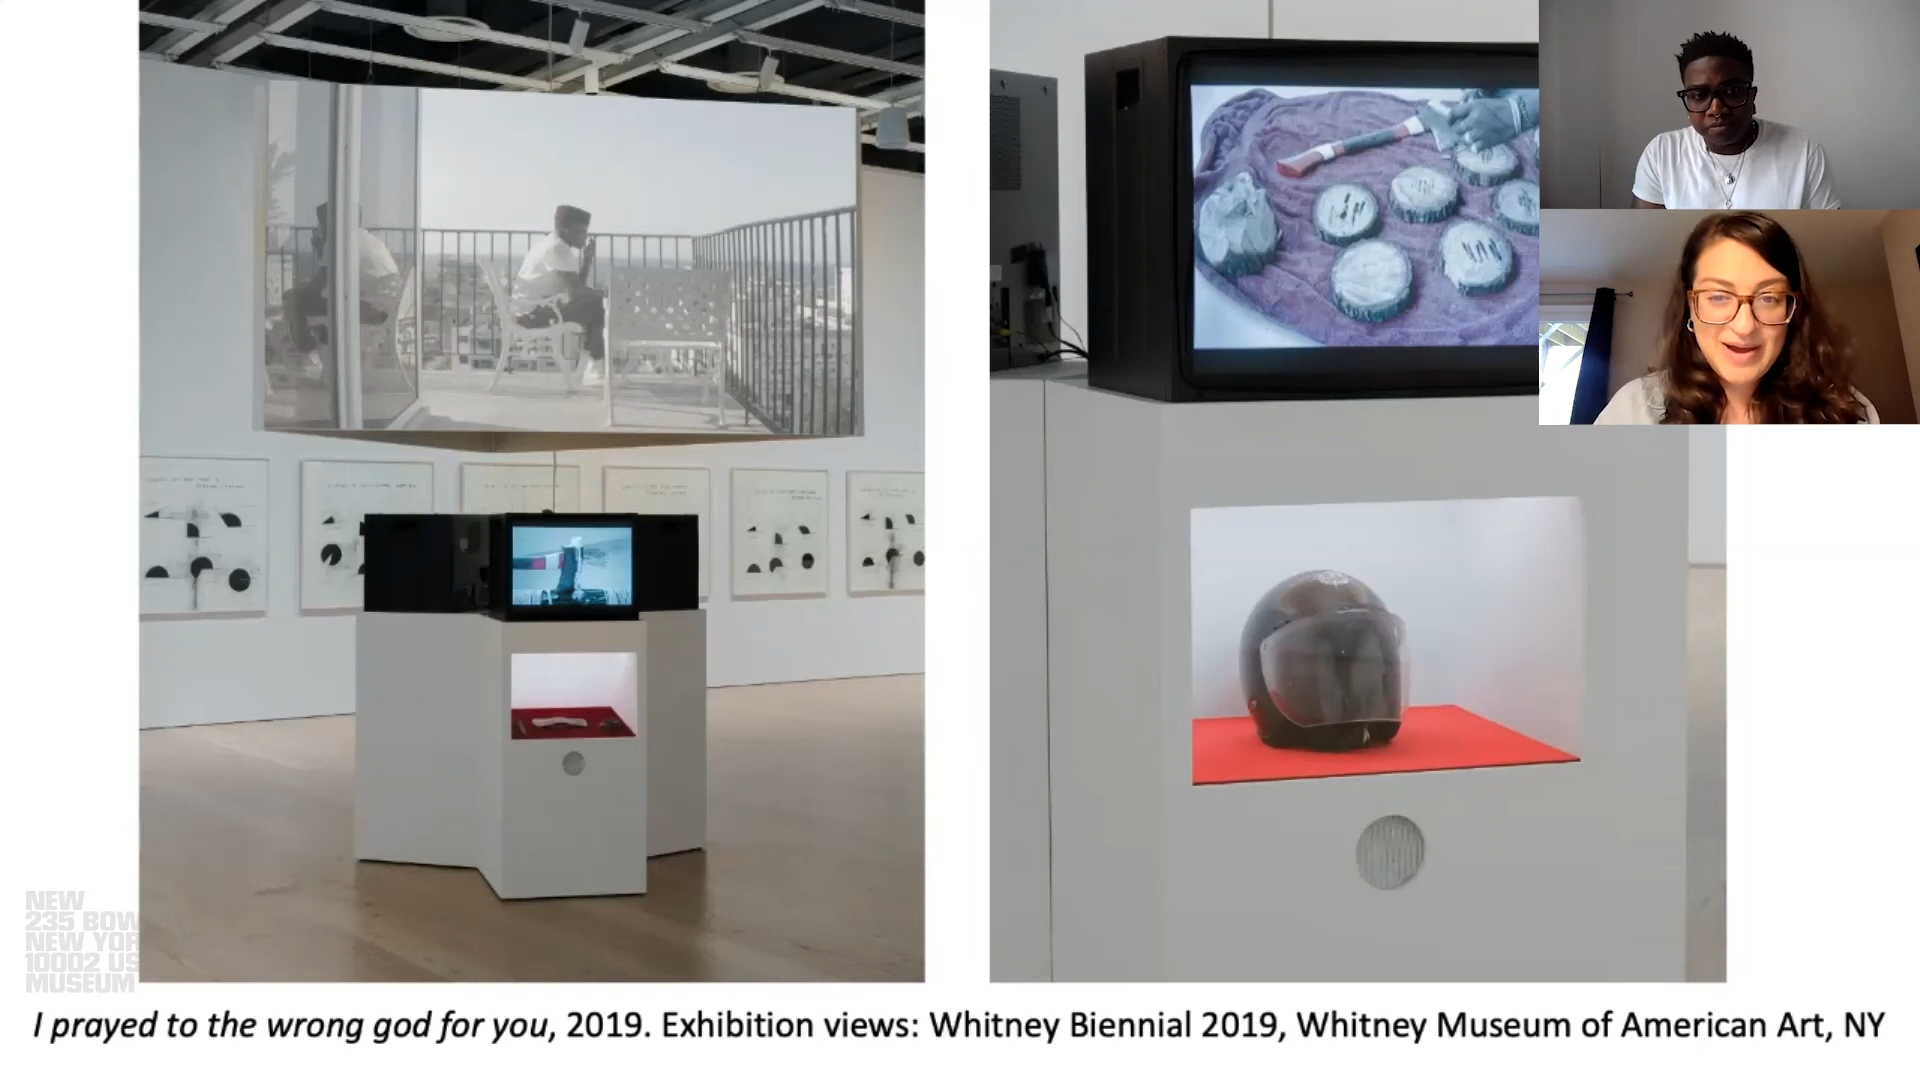 NEW
235 BOW
NEW YOR
10002 US
MUSEUM
I prayed to the wrong god for you, 2019. Exhibition views: Whitney Biennial 2019, Whitney Museum of American Art, NY